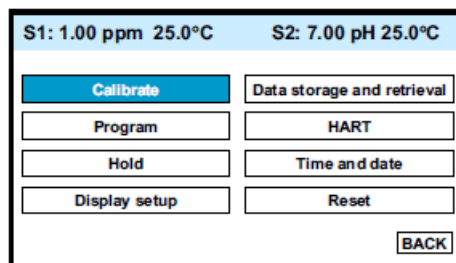 S1: 1.00 ppm 25.0°C S2: 7.00 pH 25.0ºC
Calibrate Data storage and retrieval
Program HART
Hold Time and date
Display setup Reset
BACK